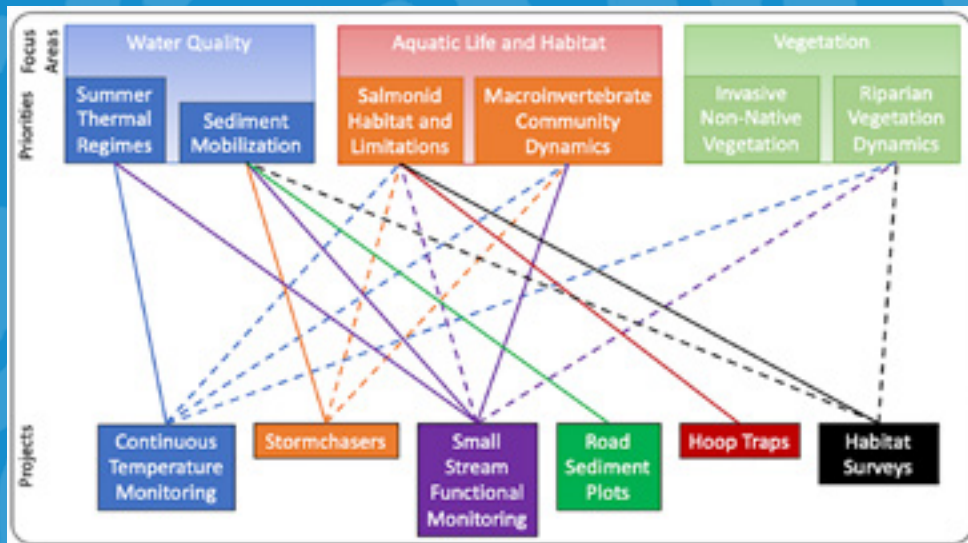 Focus
Areas
Water Quality
Aquatic Life and Habitat
Vegetation
Priorities
Summer
Thermal
Regimes
Sediment
Mobilization
Salmonid
Habitat and
Limitations
Macroinvertebrate
Community
Dynamics
Invasive
Non-Native
Vegetation
Riparian
Vegetation
Dynamics
Projects
Continuous
Temperature
Monitoring
Stormchasers
Small
Stream
Functional
Monitoring
Road
Sediment
Plots
Hoop Traps
Habitat
Surveys